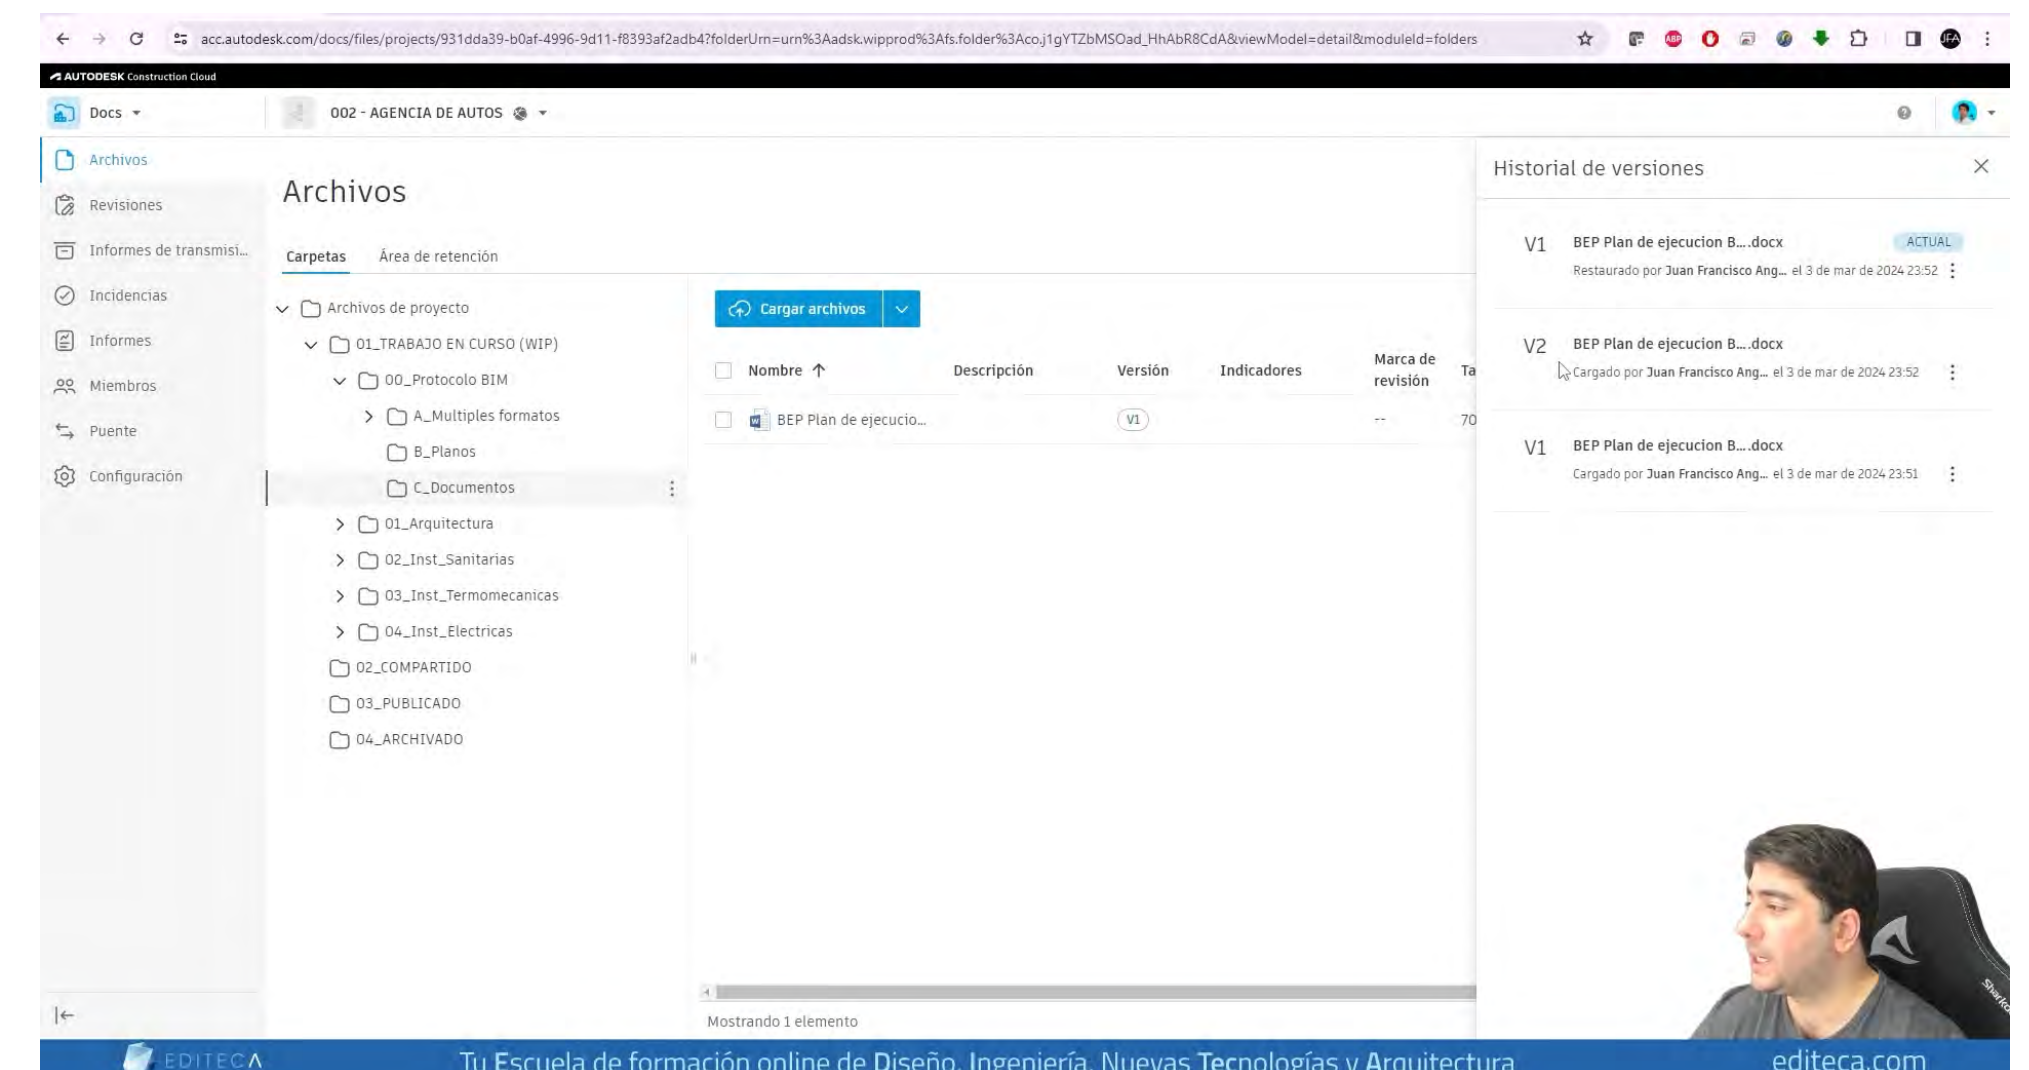 acc.autodesk.com/docs/files/projects/931dda39-b0af-4996-9d11-f8393af2adb4?folderUrn=urn%3Aadsk.wipprod%3Afs.folder%3Aco.j1gYTZbMSOad_HhAbR8CdA&viewModel=detail&moduleId=folders
ABP
JFA
AUTODESK Construction Cloud
Docs
002 - AGENCIA DE AUTOS
Archivos
Revisiones
Informes de transmisi...
Incidencias
Informes
Miembros
Puente
Configuración
Archivos
Carpetas Área de retención
Archivos de proyecto
01_TRABAJO EN CURSO (WIP)
00_Protocolo BIM
A_Multiples formatos
B_Planos
C_Documentos
01_Arquitectura
02_Inst_Sanitarias
03_Inst_Termomecanicas
04_Inst_Electricas
02_COMPARTIDO
03_PUBLICADO
04_ARCHIVADO
Cargar archivos
Nombre Descripción Versión Indicadores Marca de revisión Ta
BEP Plan de ejecucio... V1 -- 70
Mostrando 1 elemento
Historial de versiones
V1 BEP Plan de ejecucion B....docx ACTUAL
Restaurado por Juan Francisco Ang... el 3 de mar de 2024 23:52
V2 BEP Plan de ejecucion B....docx
Cargado por Juan Francisco Ang... el 3 de mar de 2024 23:52
V1 BEP Plan de ejecucion B....docx
Cargado por Juan Francisco Ang... el 3 de mar de 2024 23:51
EDITECA
Tu Escuela de formación online de Diseño, Ingeniería, Nuevas Tecnologías y Arquitectura
editeca.com